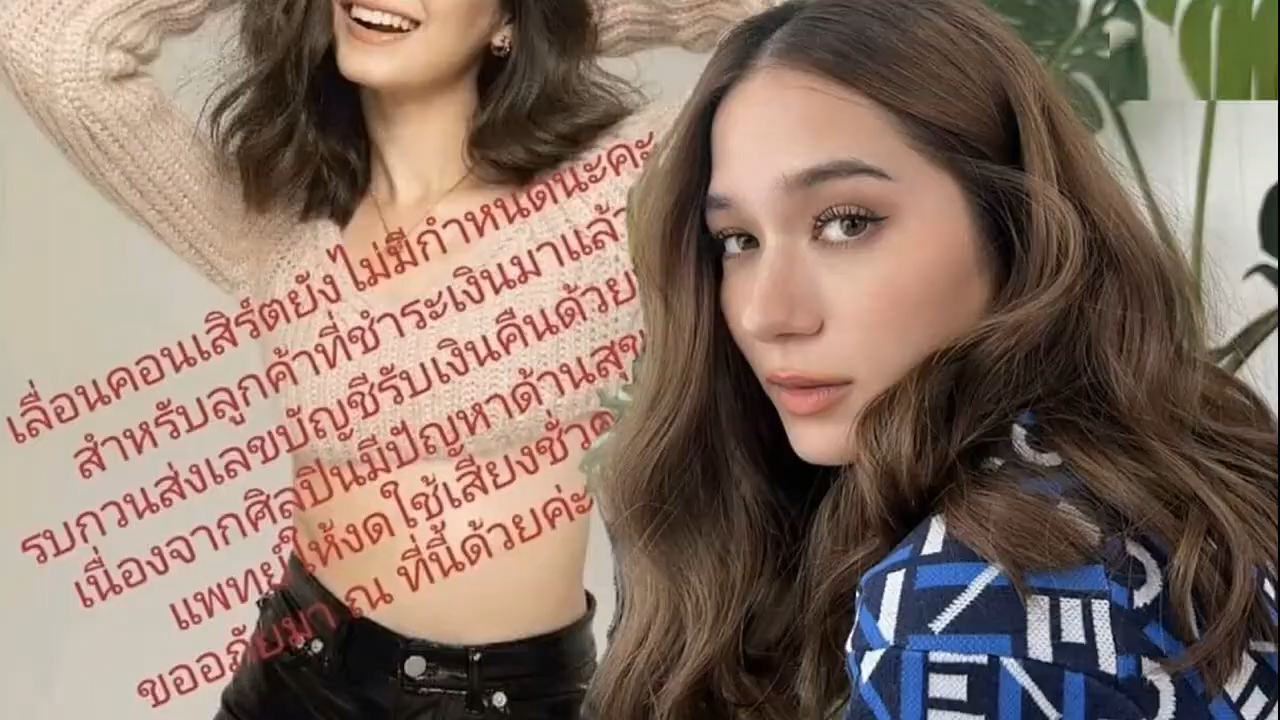 เลื่อนคอนเสิร์ตยังไม่มีกำหนดนะคะ
สำหรับลูกค้าที่ชำระเงินมาแล้ว
รบกวนส่งเลขบัญชีรับเงินคืนด้วย
เนื่องจากศิลปินมีปัญหาด้าน
แพทย์ให้งดใช้เสียง
ขออภัยมา ณ ที่นี้ด้วยค่ะ